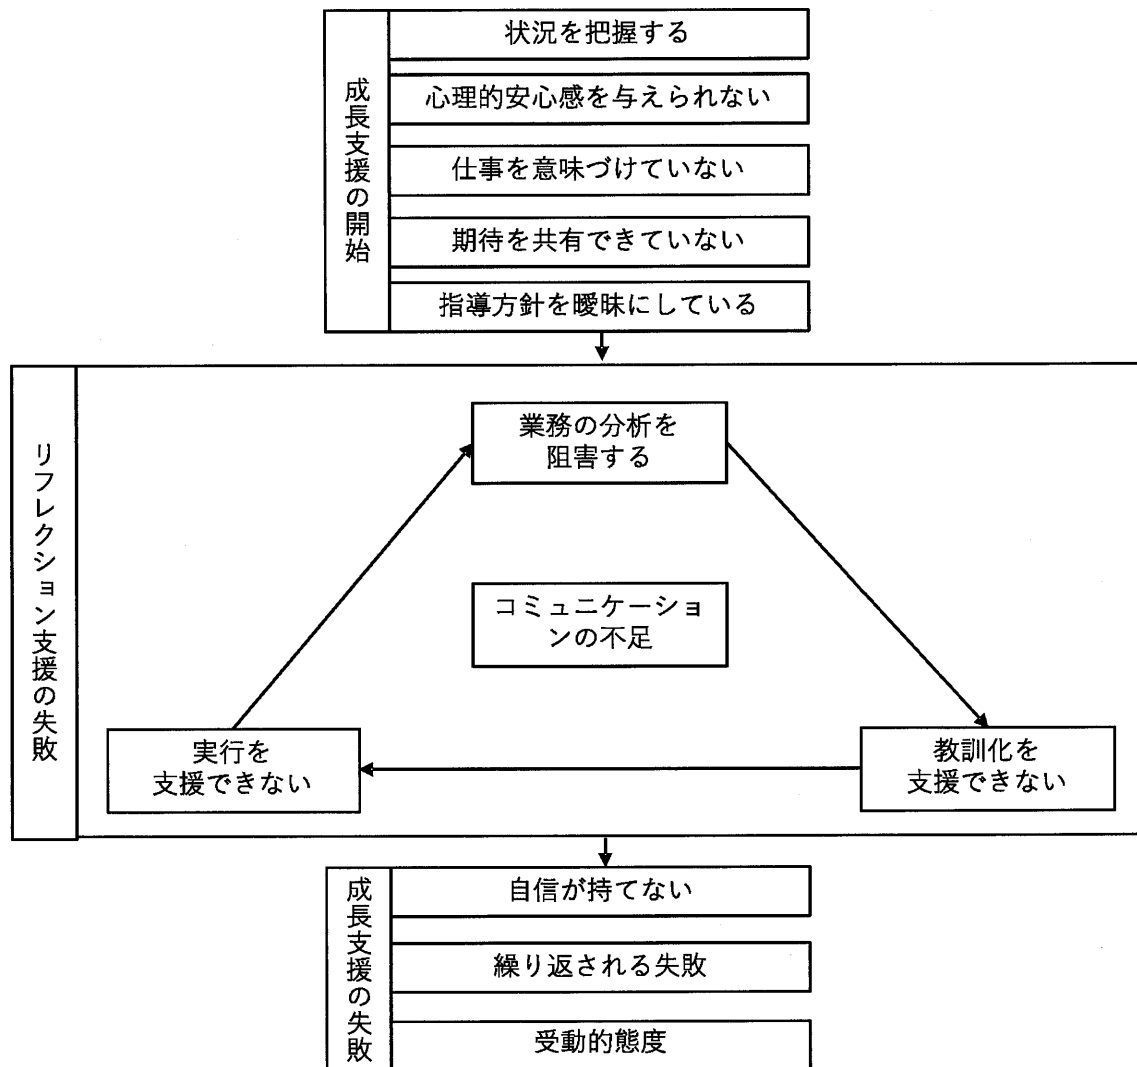 成長支援の開始
状況を把握する
心理的安心感を与えられない
仕事を意味づけていない
期待を共有できていない
指導方針を曖昧にしている
リフレクション支援の失敗
業務の分析を
阻害する
コミュニケーショ
ンの不足
実行を
支援できない
教訓化を
支援できない
成長支援の失敗
自信が持てない
繰り返される失敗
受動的態度